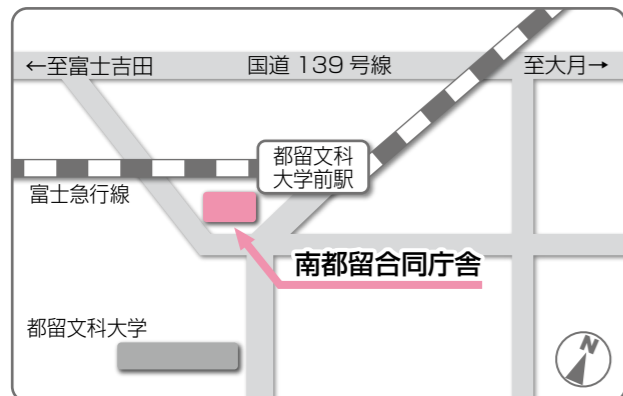 ←至富士吉田
国道 139 号線
至大月→
都留文科
大学前駅
富士急行線
南都留合同庁舎
都留文科大学
N